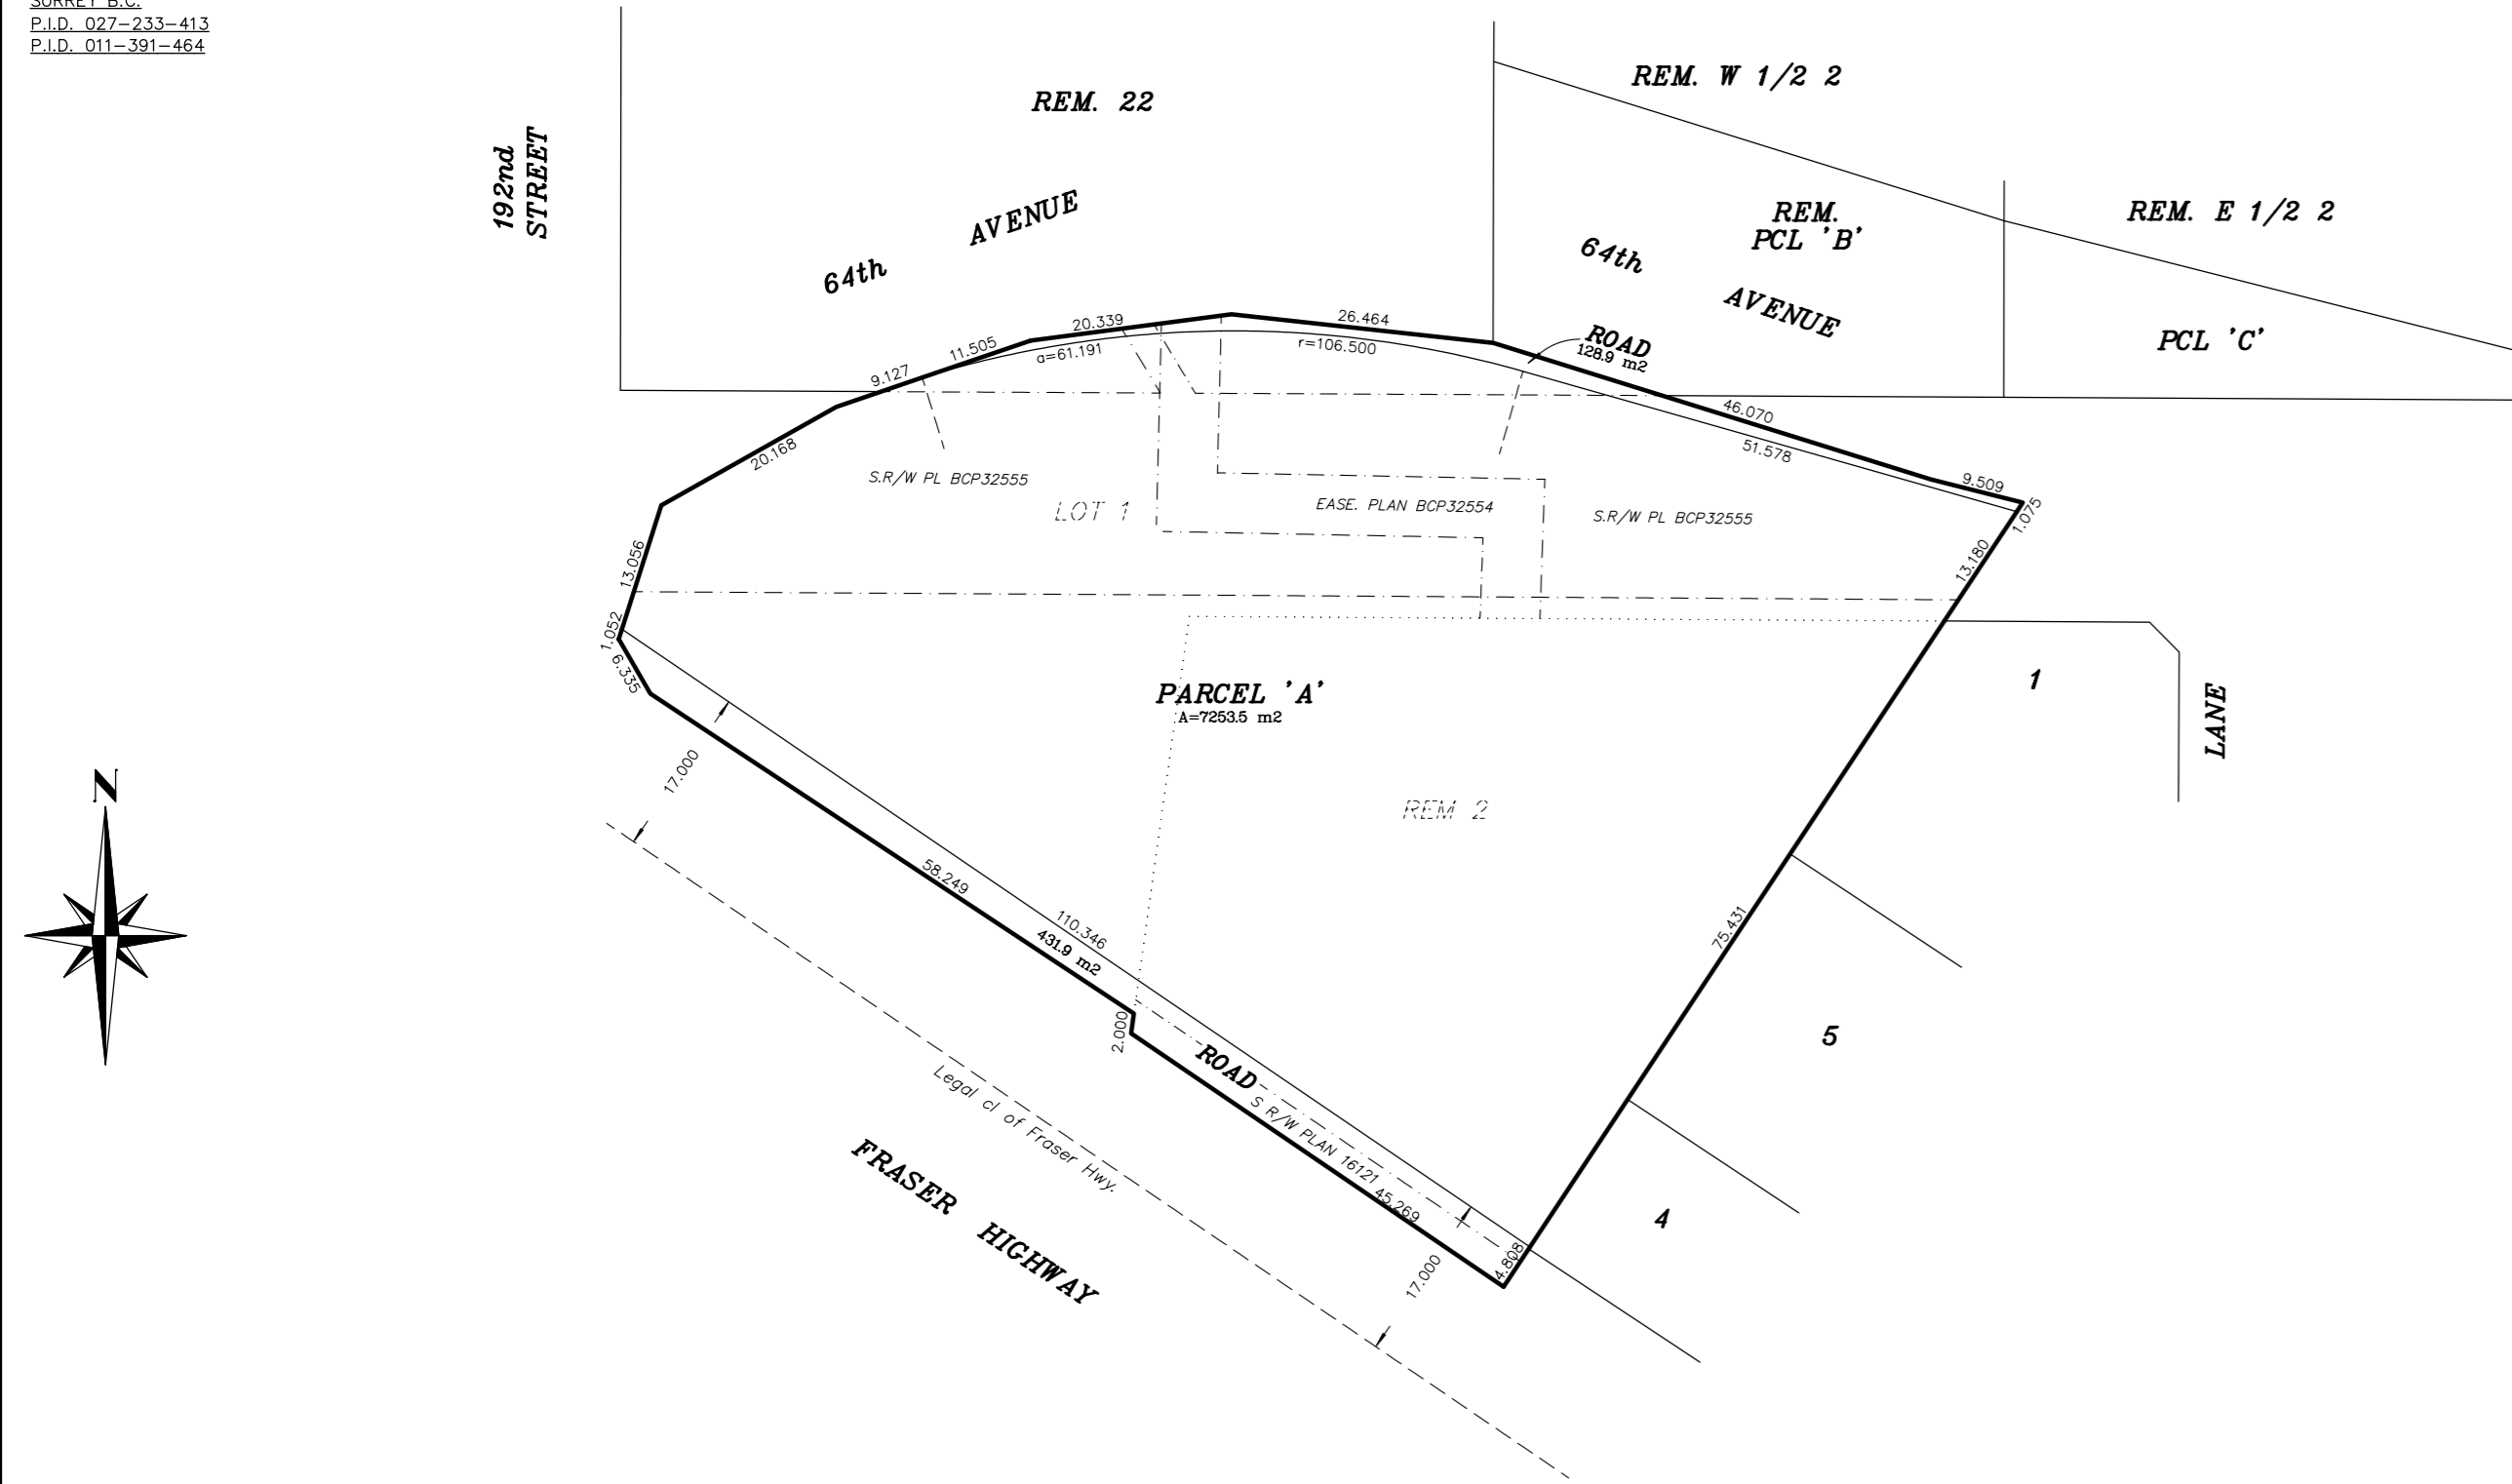 SURREY B.C.
P.I.D. 027-233-413
P.I.D. 011-391-464
REM. W 1/2 2
REM. 22
192nd
STREET
64th AVENUE
REM.
PCL 'B'
REM. E 1/2 2
64th AVENUE
PCL 'C'
ROAD
128.9 m2
20.339
26.464
11.505
a=61.191
r=106.500
9.127
46.070
51.578
20.168
9.509
1.075
S.R/W PL BCP32555
LOT 1
EASE. PLAN BCP32554
S.R/W PL BCP32555
13.056
13.180
1.052
6.335
PARCEL 'A'
A=7253.5 m2
1
LANE
17.000
N
REM 2
58.249
110.346
431.9 m2
75.431
2.000
ROAD
5
S R/W PLAN 16121
Legal cl of Fraser Hwy.
45.269
4
4.808
17.000
FRASER HIGHWAY